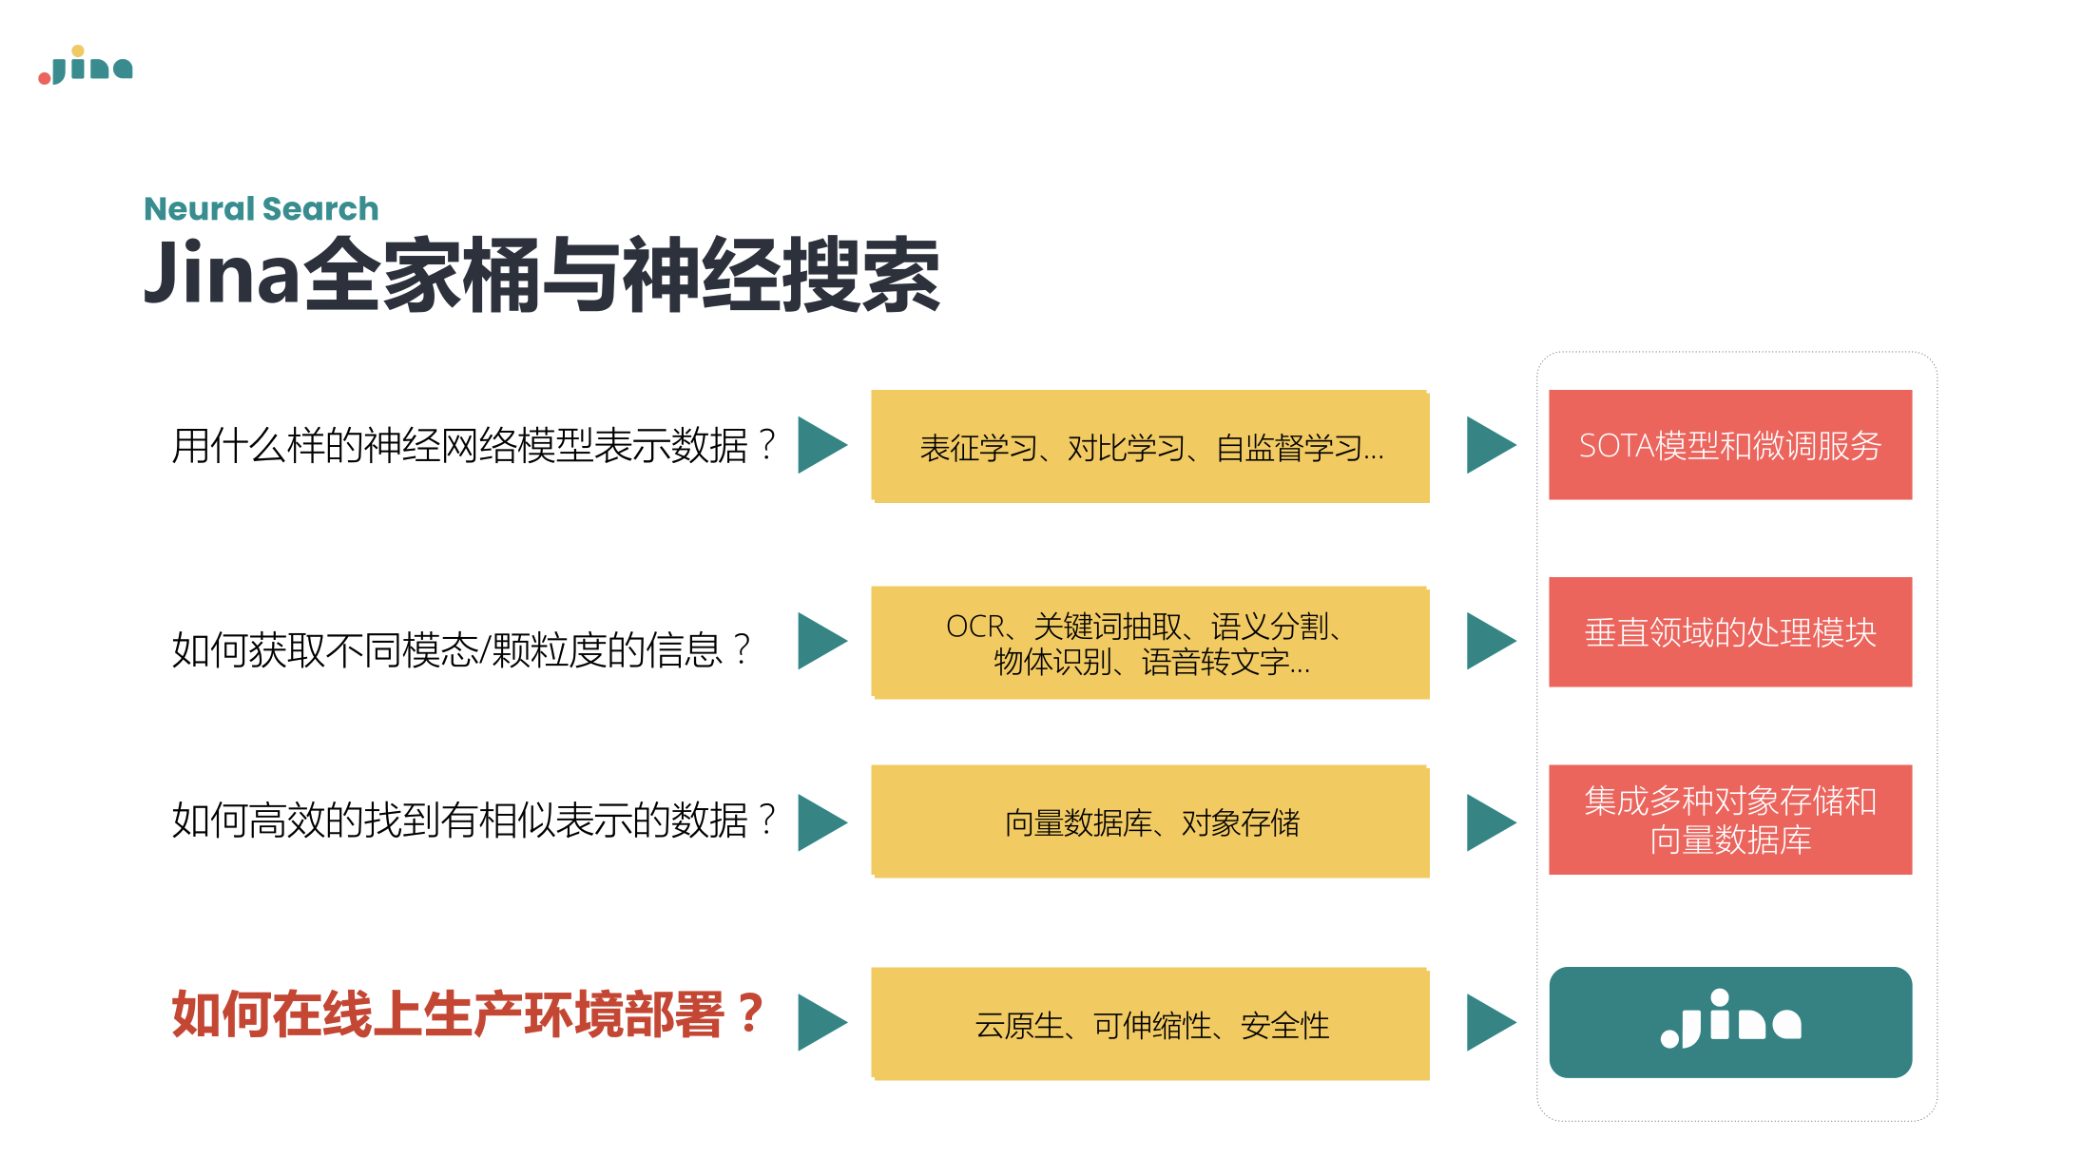 Jina
Neural Search
Jina全家桶与神经搜索
用什么样的神经网络模型表示数据？
表征学习、对比学习、自监督学习...
SOTA模型和微调服务
如何获取不同模态/颗粒度的信息？
OCR、关键词抽取、语义分割、
物体识别、语音转文字...
垂直领域的处理模块
如何高效的找到有相似表示的数据？
向量数据库、对象存储
集成多种对象存储和
向量数据库
如何在线上生产环境部署？
云原生、可伸缩性、安全性
Jina